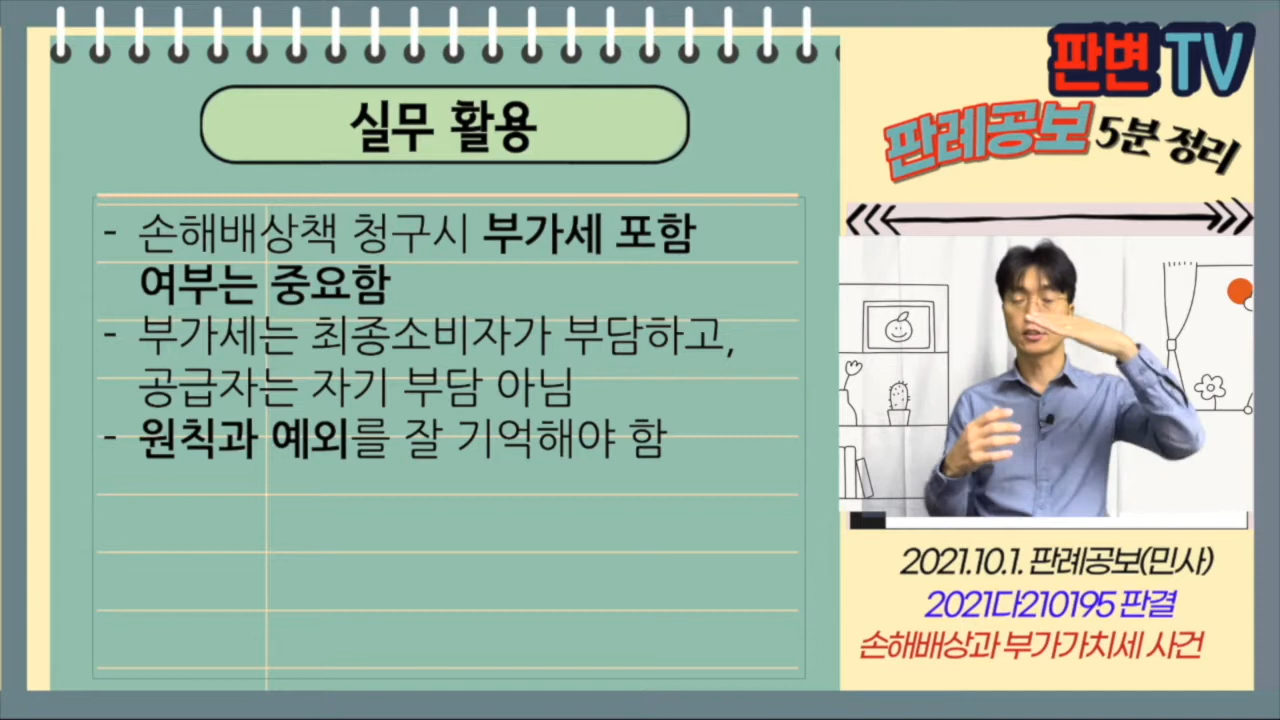 실무 활용
- 손해배상책 청구시 부가세 포함
여부는 중요함
- 부가세는 최종소비자가 부담하고,
공급자는 자기 부담 아님
- 원칙과 예외를 잘 기억해야 함
판변 TV
판례공보 5분 정리
2021.10.1. 판례공보(민사)
2021다210195 판결
손해배상과 부가가치세 사건